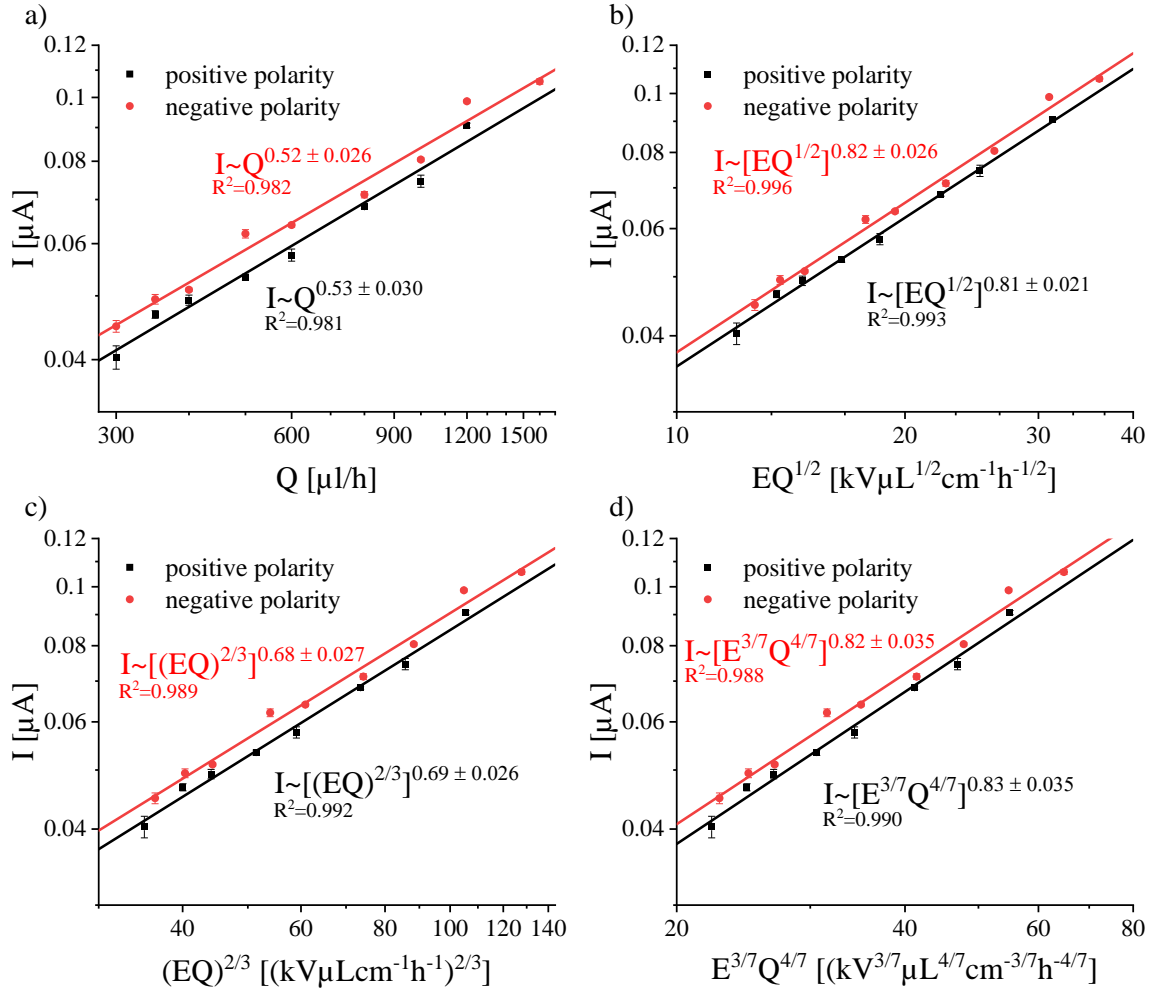 a)
0.12
0.1
0.08
0.06
0.04
I [µA]
positive polarity
negative polarity
I~Q^0.52 ± 0.026
R²=0.982
I~Q^0.53 ± 0.030
R²=0.981
300 600 900 1200 1500
Q [µl/h]
b)
0.12
0.1
0.08
0.06
0.04
I [µA]
positive polarity
negative polarity
I~[EQ^1/2]^0.82 ± 0.026
R²=0.996
I~[EQ^1/2]^0.81 ± 0.021
R²=0.993
10 20 30 40
EQ^1/2 [kVµL^1/2cm^-1h^-1/2]
c)
0.12
0.1
0.08
0.06
0.04
I [µA]
positive polarity
negative polarity
I~[(EQ)^2/3]^0.68 ± 0.027
R²=0.989
I~[(EQ)^2/3]^0.69 ± 0.026
R²=0.992
40 60 80 100 120 140
(EQ)^2/3 [(kVµLcm^-1h^-1)^2/3]
d)
0.12
0.1
0.08
0.06
0.04
I [µA]
positive polarity
negative polarity
I~[E^3/7Q^4/7]^0.82 ± 0.035
R²=0.988
I~[E^3/7Q^4/7]^0.83 ± 0.035
R²=0.990
20 40 60 80
E^3/7Q^4/7 [(kV^3/7µL^4/7cm^-3/7h^-4/7]